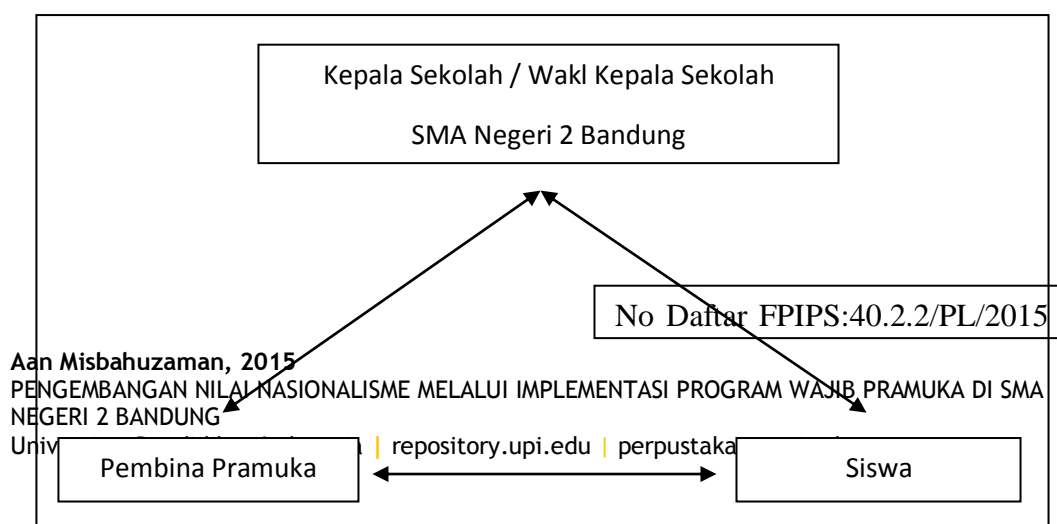 Kepala Sekolah / Wakl Kepala Sekolah
SMA Negeri 2 Bandung
No Daftar FPIPS:40.2.2/PL/2015
Aan Misbahuzaman, 2015
PENGEMBANGAN NILAI NASIONALISME MELALUI IMPLEMENTASI PROGRAM WAJIB PRAMUKA DI SMA
NEGERI 2 BANDUNG
| repository.upi.edu |
Pembina Pramuka
Siswa